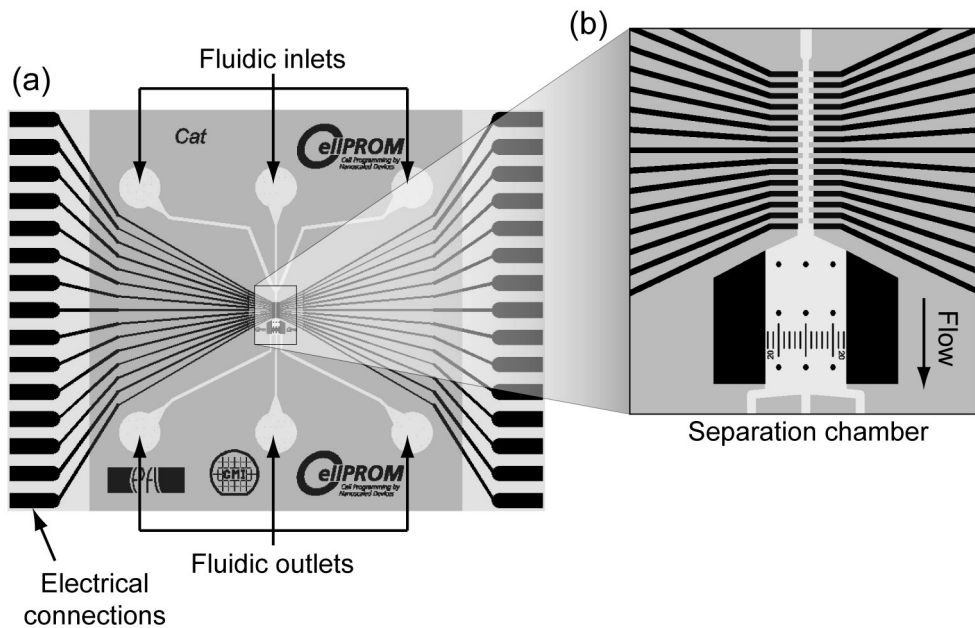 (a)
Fluidic inlets
Cat
CellPROM
Cell Programming by
Nanoscaled Devices
CMI
CellPROM
Cell Programming by
Nanoscaled Devices
Fluidic outlets
Electrical
connections
(b)
20
20
Flow
Separation chamber